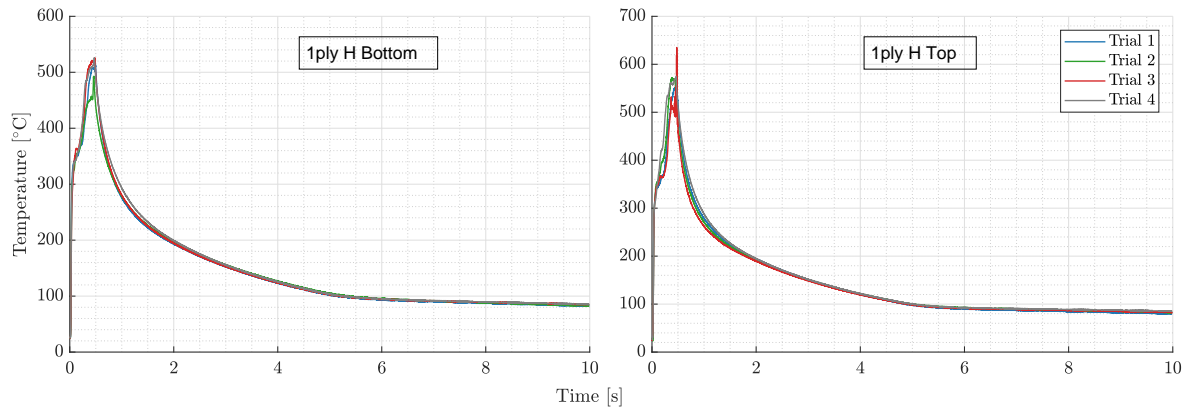 1ply H Bottom
Temperature [°C]
600
500
400
300
200
100
0
0 2 4 6 8 10
1ply H Top
Trial 1
Trial 2
Trial 3
Trial 4
700
600
500
400
300
200
100
0
0 2 4 6 8 10
Time [s]